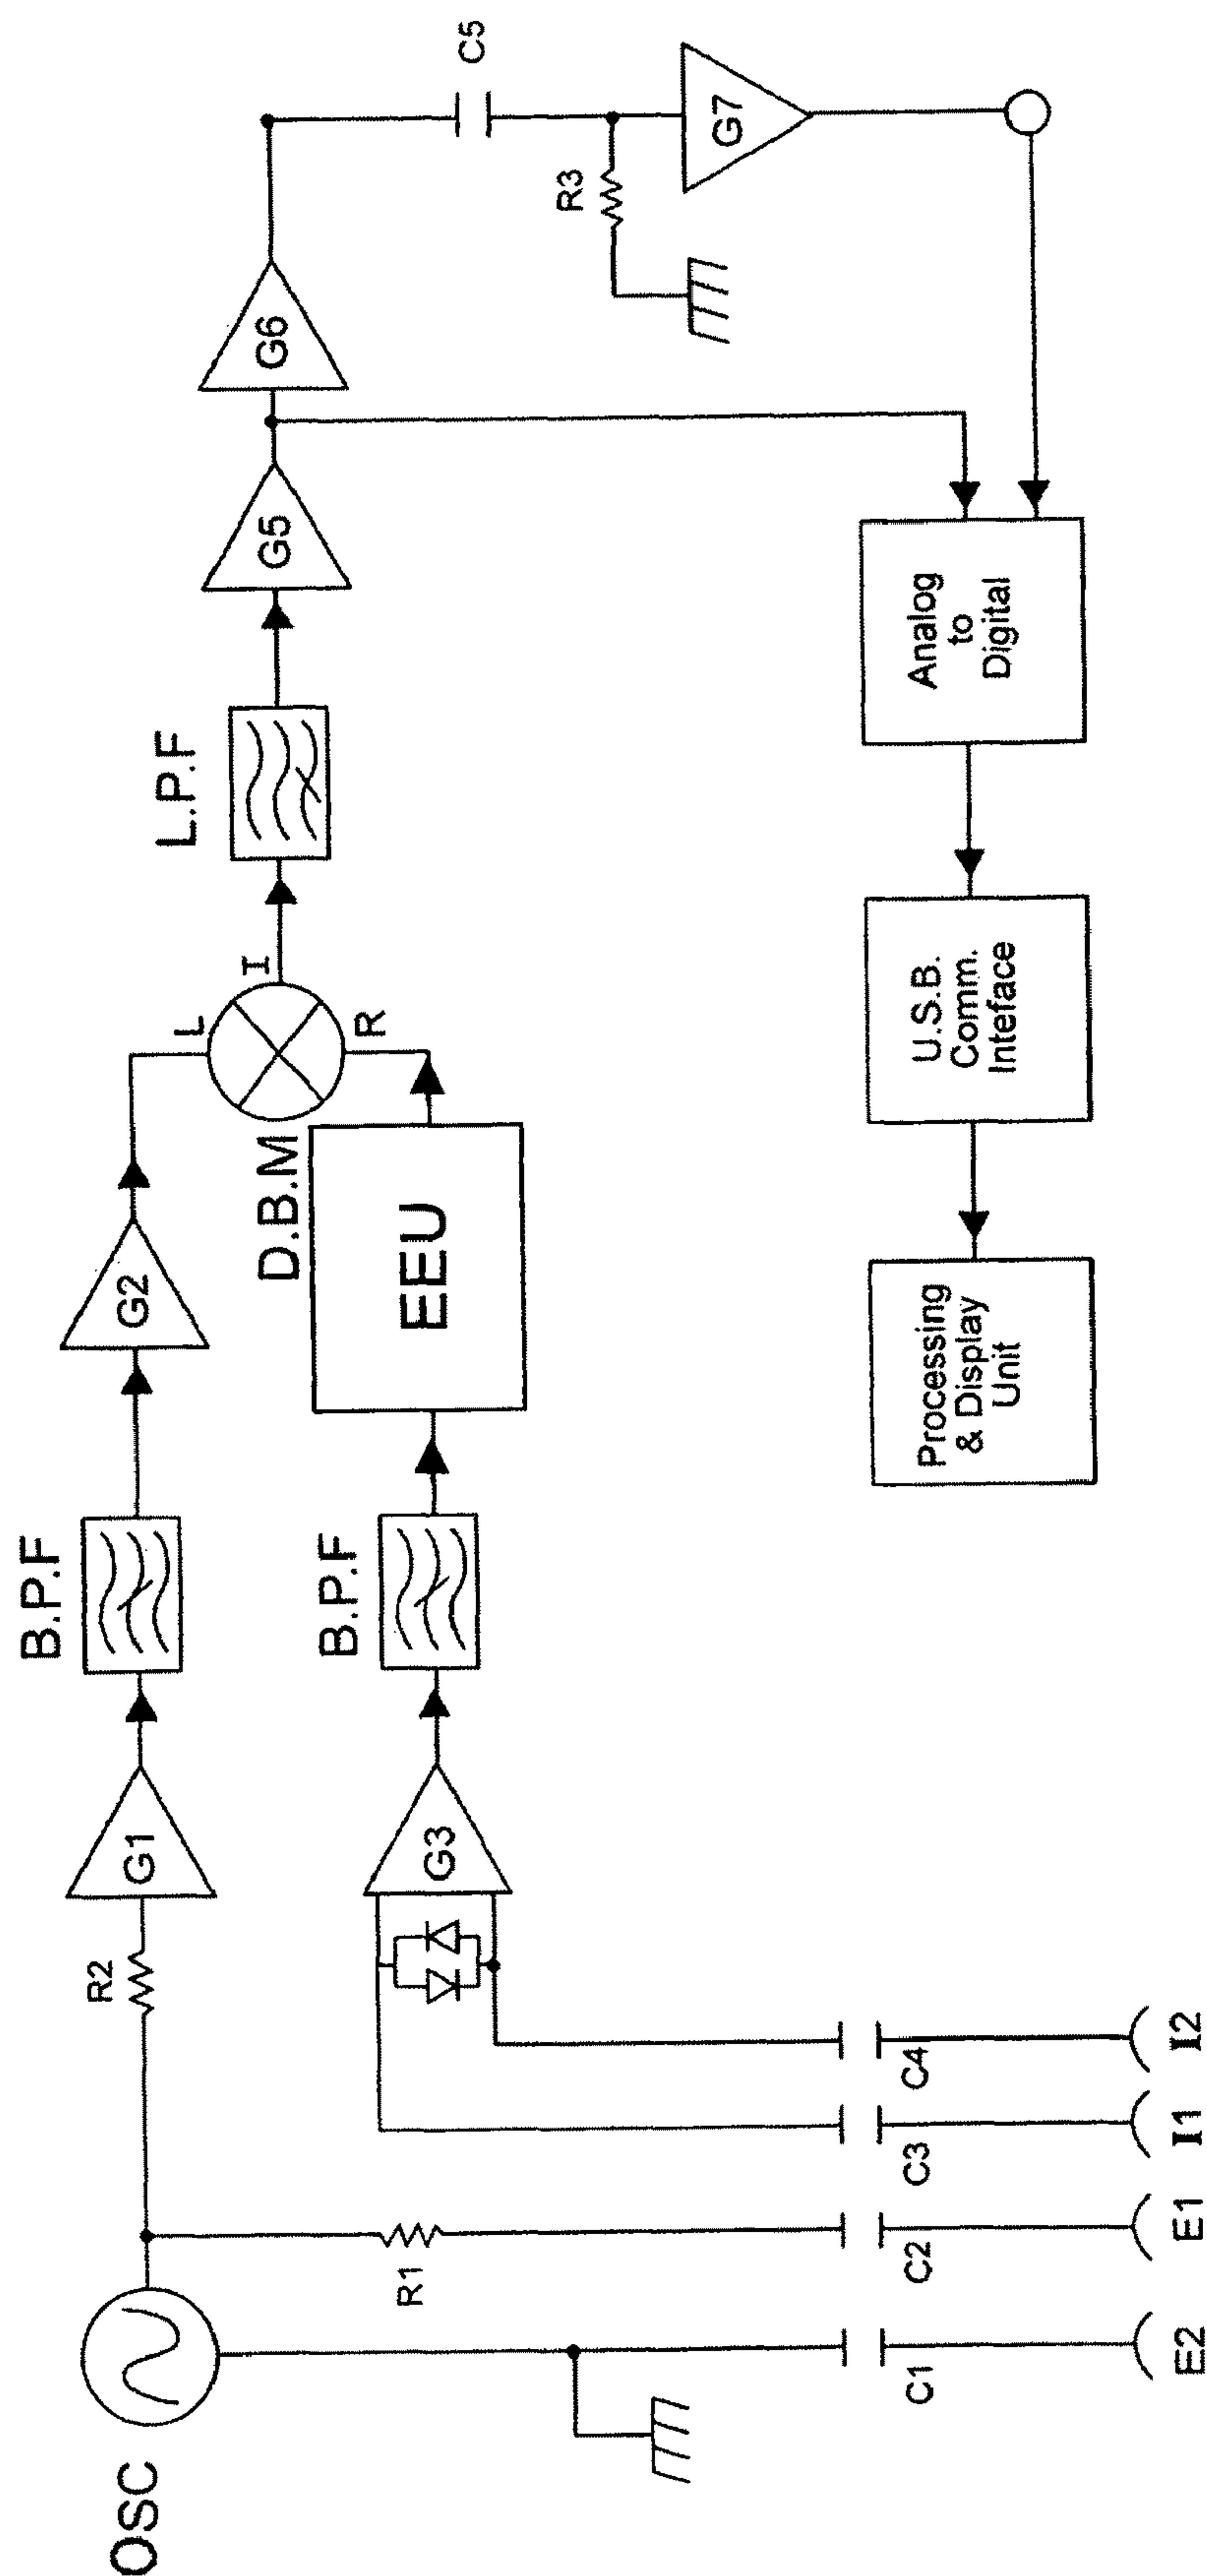 OSC
R2
G1
B.P.F
G2
L
I
R
D.B.M
L.P.F
G5
G6
C5
R3
G7
R1
G3
B.P.F
EEU
Analog
to
Digital
U.S.B.
Comm.
Inteface
Processing
& Display
Unit
C1
C2
C3
C4
E2
E1
I1
I2